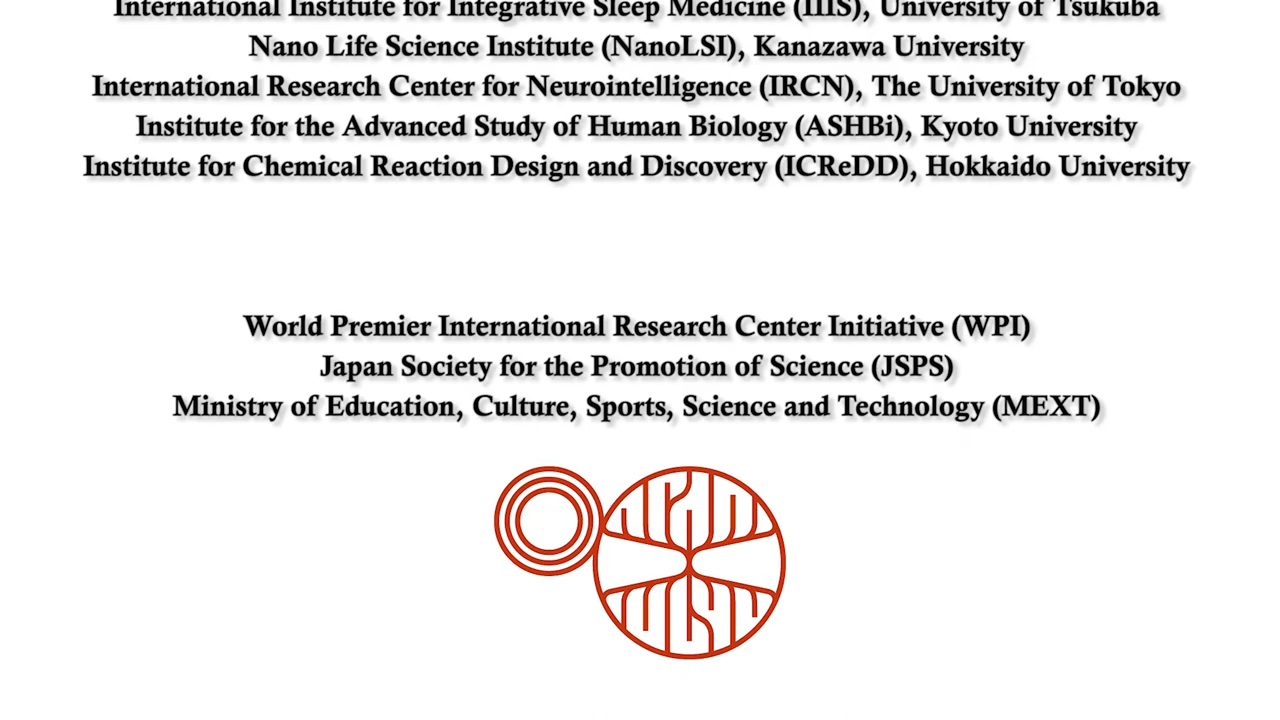 International Institute for Integrative Sleep Medicine (IIIS), University of Tsukuba
Nano Life Science Institute (NanoLSI), Kanazawa University
International Research Center for Neurointelligence (IRCN), The University of Tokyo
Institute for the Advanced Study of Human Biology (ASHBi), Kyoto University
Institute for Chemical Reaction Design and Discovery (ICReDD), Hokkaido University
World Premier International Research Center Initiative (WPI)
Japan Society for the Promotion of Science (JSPS)
Ministry of Education, Culture, Sports, Science and Technology (MEXT)